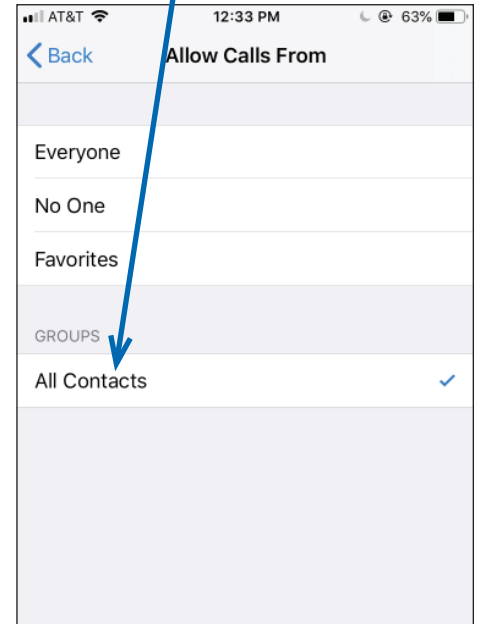 AT&T 12:33 PM 63%
Back Allow Calls From
Everyone
No One
Favorites
GROUPS
All Contacts